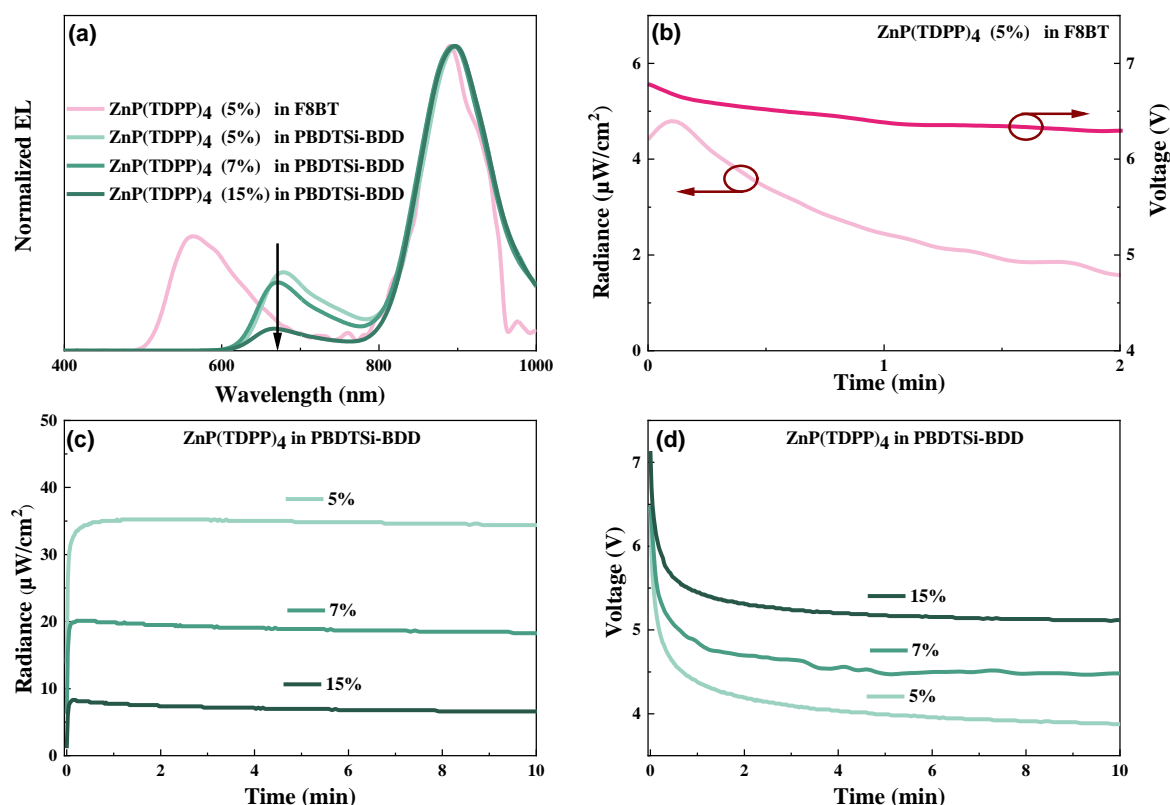 (a)
ZnP(TDPP)4 (5%) in F8BT
ZnP(TDPP)4 (5%) in PBDTSi-BDD
ZnP(TDPP)4 (7%) in PBDTSi-BDD
ZnP(TDPP)4 (15%) in PBDTSi-BDD
Normalized EL
400 600 800 1000
Wavelength (nm)
(b)
ZnP(TDPP)4 (5%) in F8BT
6
4
2
0
Radiance (µW/cm2)
7
6
5
4
Voltage (V)
0 1 2
Time (min)
(c)
ZnP(TDPP)4 in PBDTSi-BDD
50
40
30
20
10
0
Radiance (µW/cm2)
5%
7%
15%
0 2 4 6 8 10
Time (min)
(d)
ZnP(TDPP)4 in PBDTSi-BDD
7
6
5
4
Voltage (V)
15%
7%
5%
0 2 4 6 8 10
Time (min)